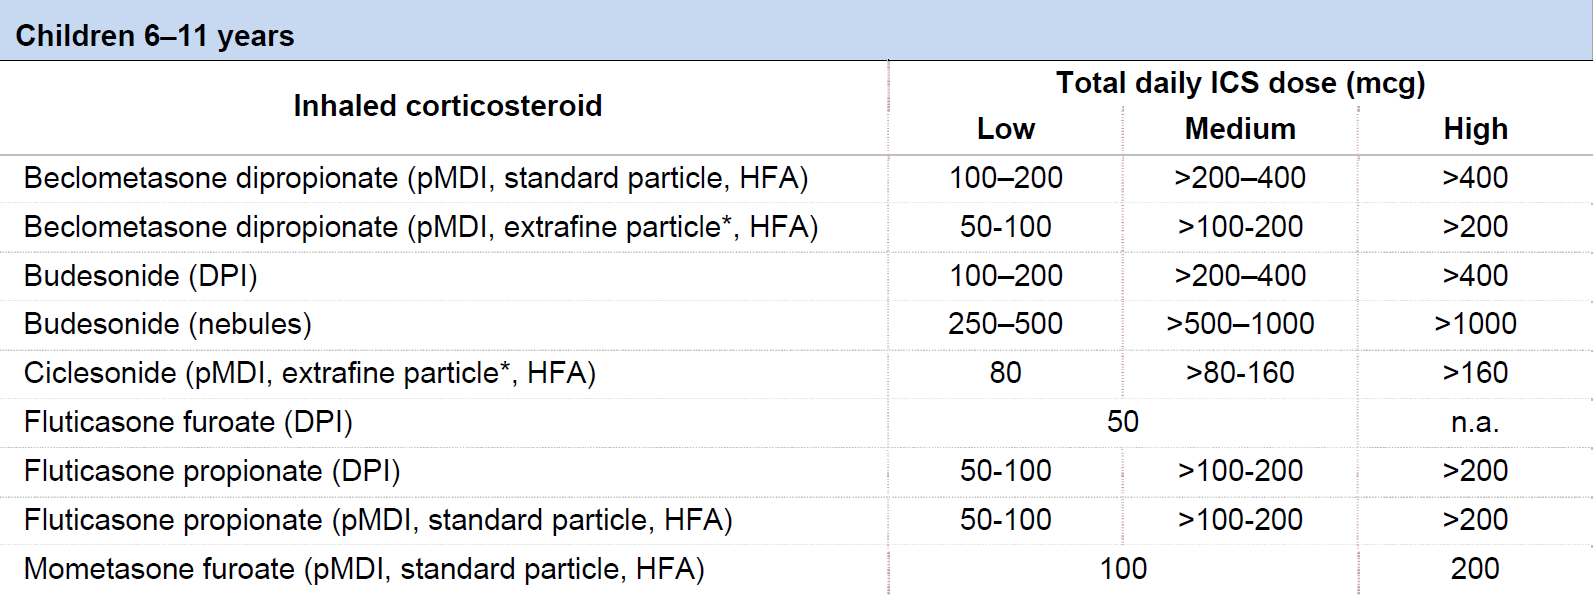 Children 6–11 years
Inhaled corticosteroid
Total daily ICS dose (mcg)
Low Medium High
Beclometasone dipropionate (pMDI, standard particle, HFA) 100–200 >200–400 >400
Beclometasone dipropionate (pMDI, extrafine particle*, HFA) 50-100 >100-200 >200
Budesonide (DPI) 100–200 >200–400 >400
Budesonide (nebules) 250–500 >500–1000 >1000
Ciclesonide (pMDI, extrafine particle*, HFA) 80 >80-160 >160
Fluticasone furoate (DPI) 50 n.a.
Fluticasone propionate (DPI) 50-100 >100-200 >200
Fluticasone propionate (pMDI, standard particle, HFA) 50-100 >100-200 >200
Mometasone furoate (pMDI, standard particle, HFA) 100 200